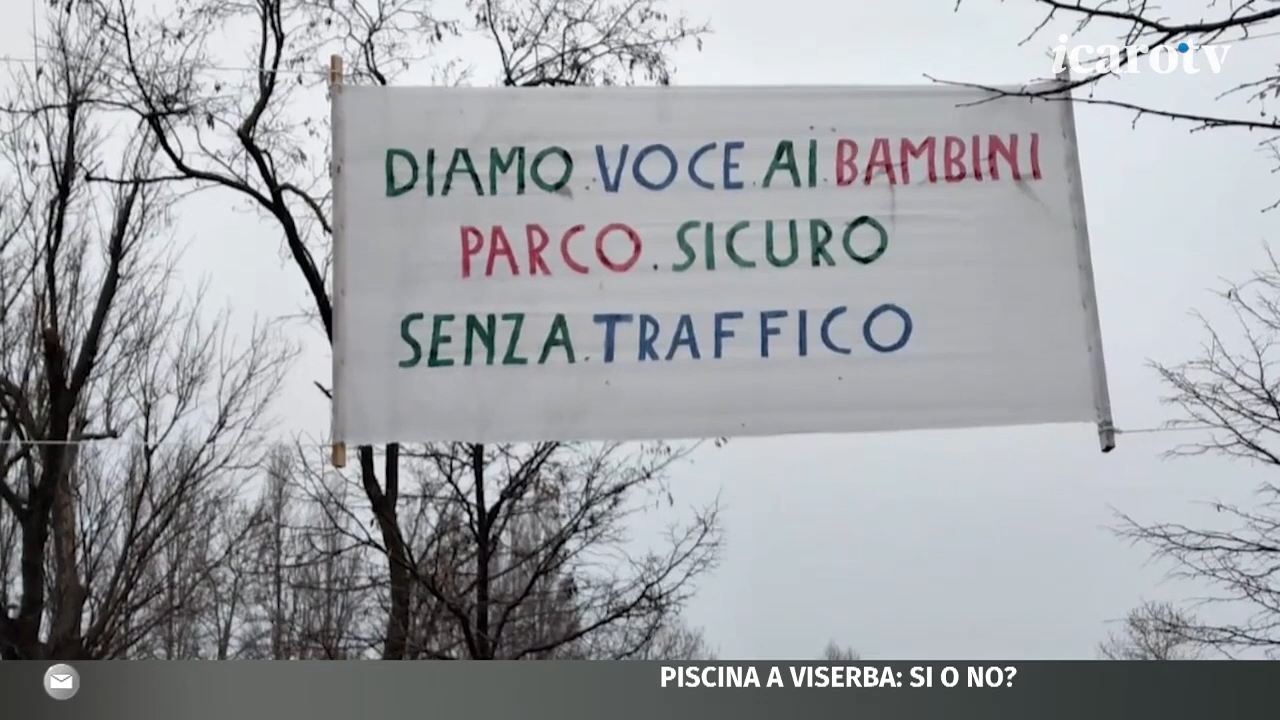 icarotv
DIAMO VOCE AI BAMBINI
PARCO SICURO
SENZA TRAFFICO
PISCINA A VISERBA: SI O NO?